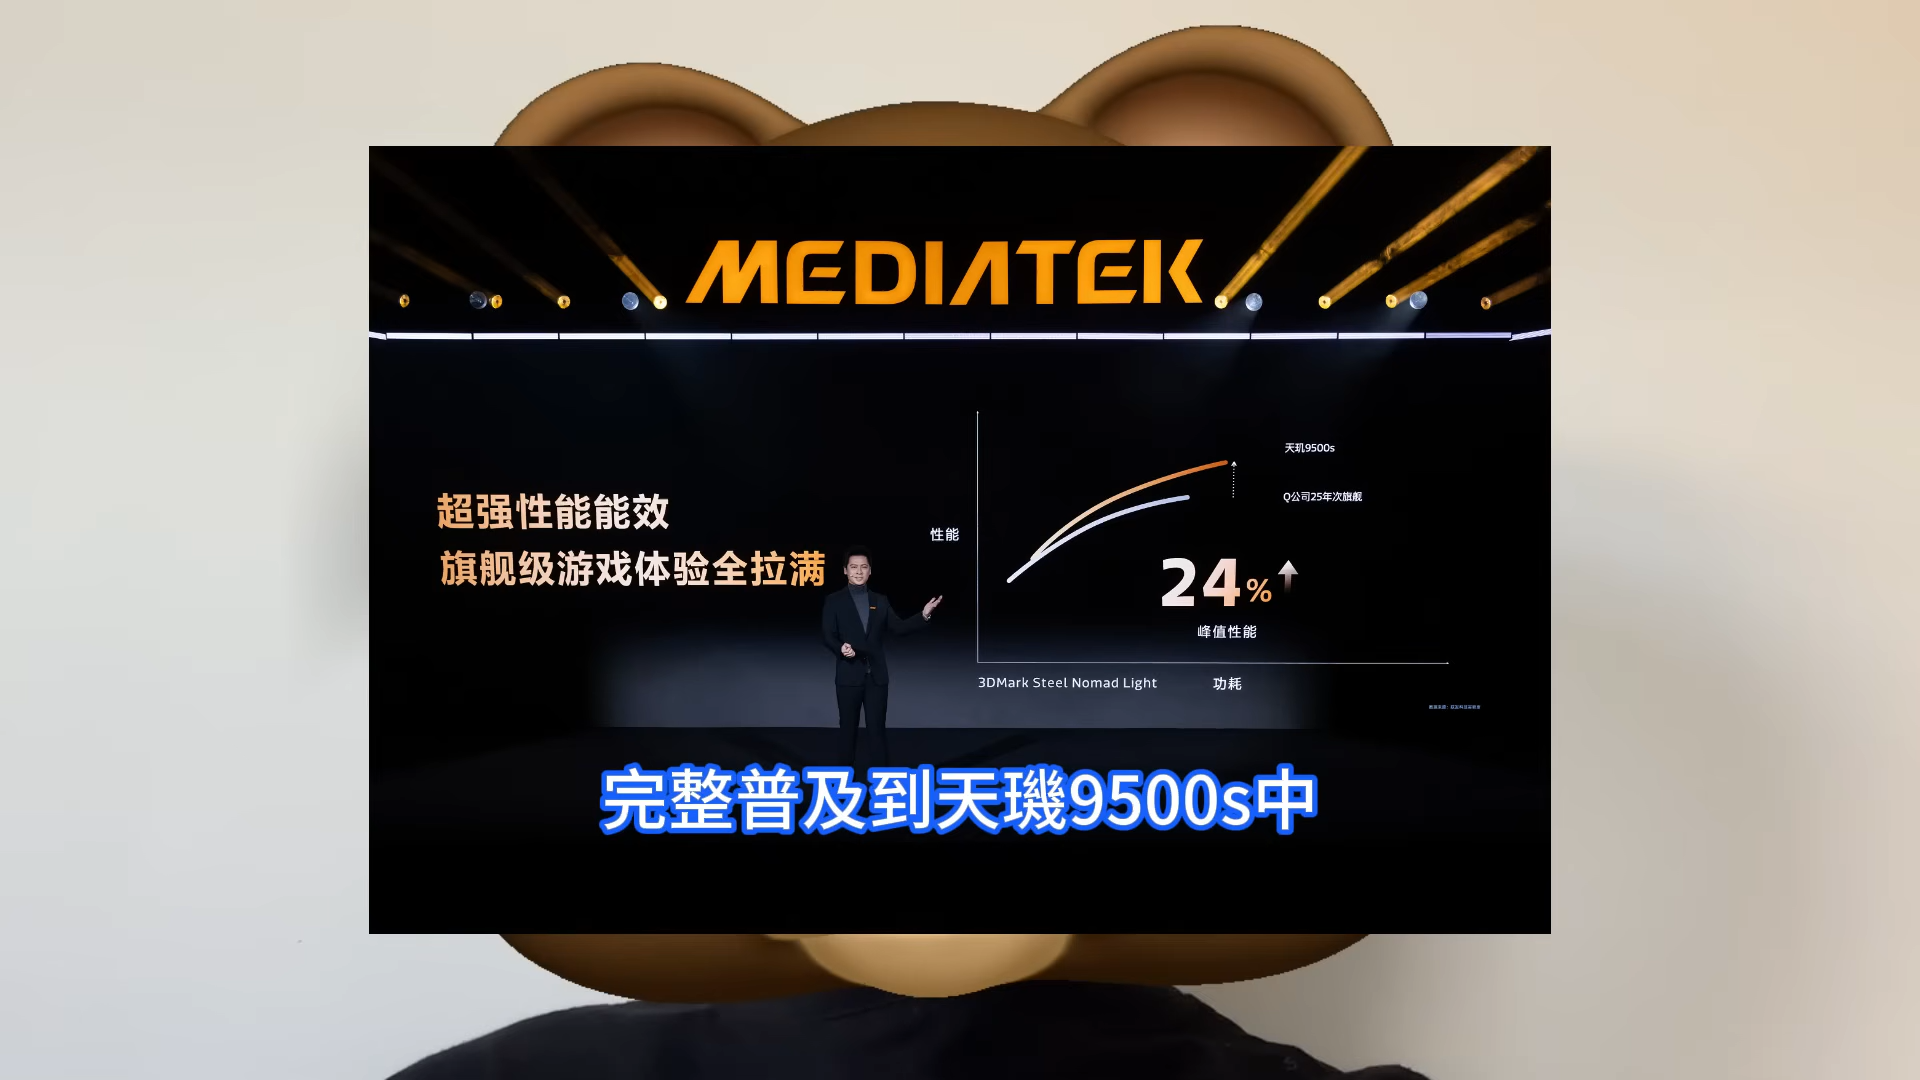 MEDIATEK
超强性能能效
旗舰级游戏体验全拉满
性能
天玑9500s
Q公司25年次旗舰
24%
峰值性能
3DMark Steel Nomad Light
功耗
完整普及到天璣9500s中